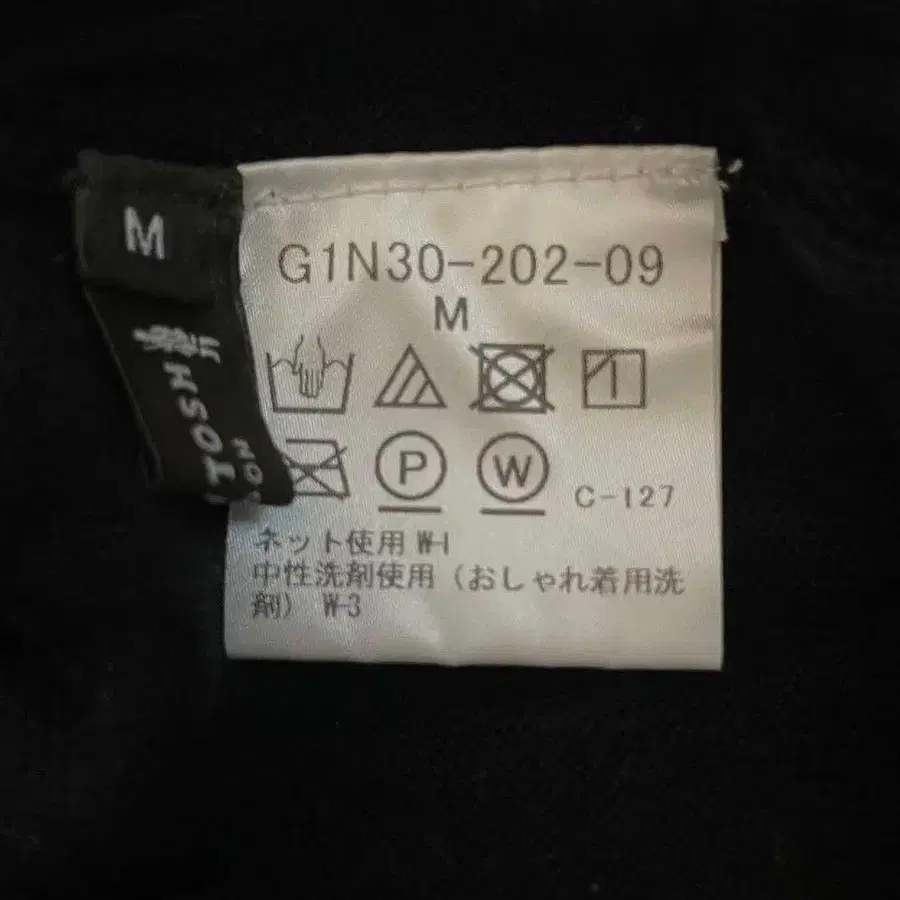 M
G1N30-202-09
M
P
W
C-127
ネット使用 W-1
中性洗剤使用（おしゃれ着用洗
剤） W-3